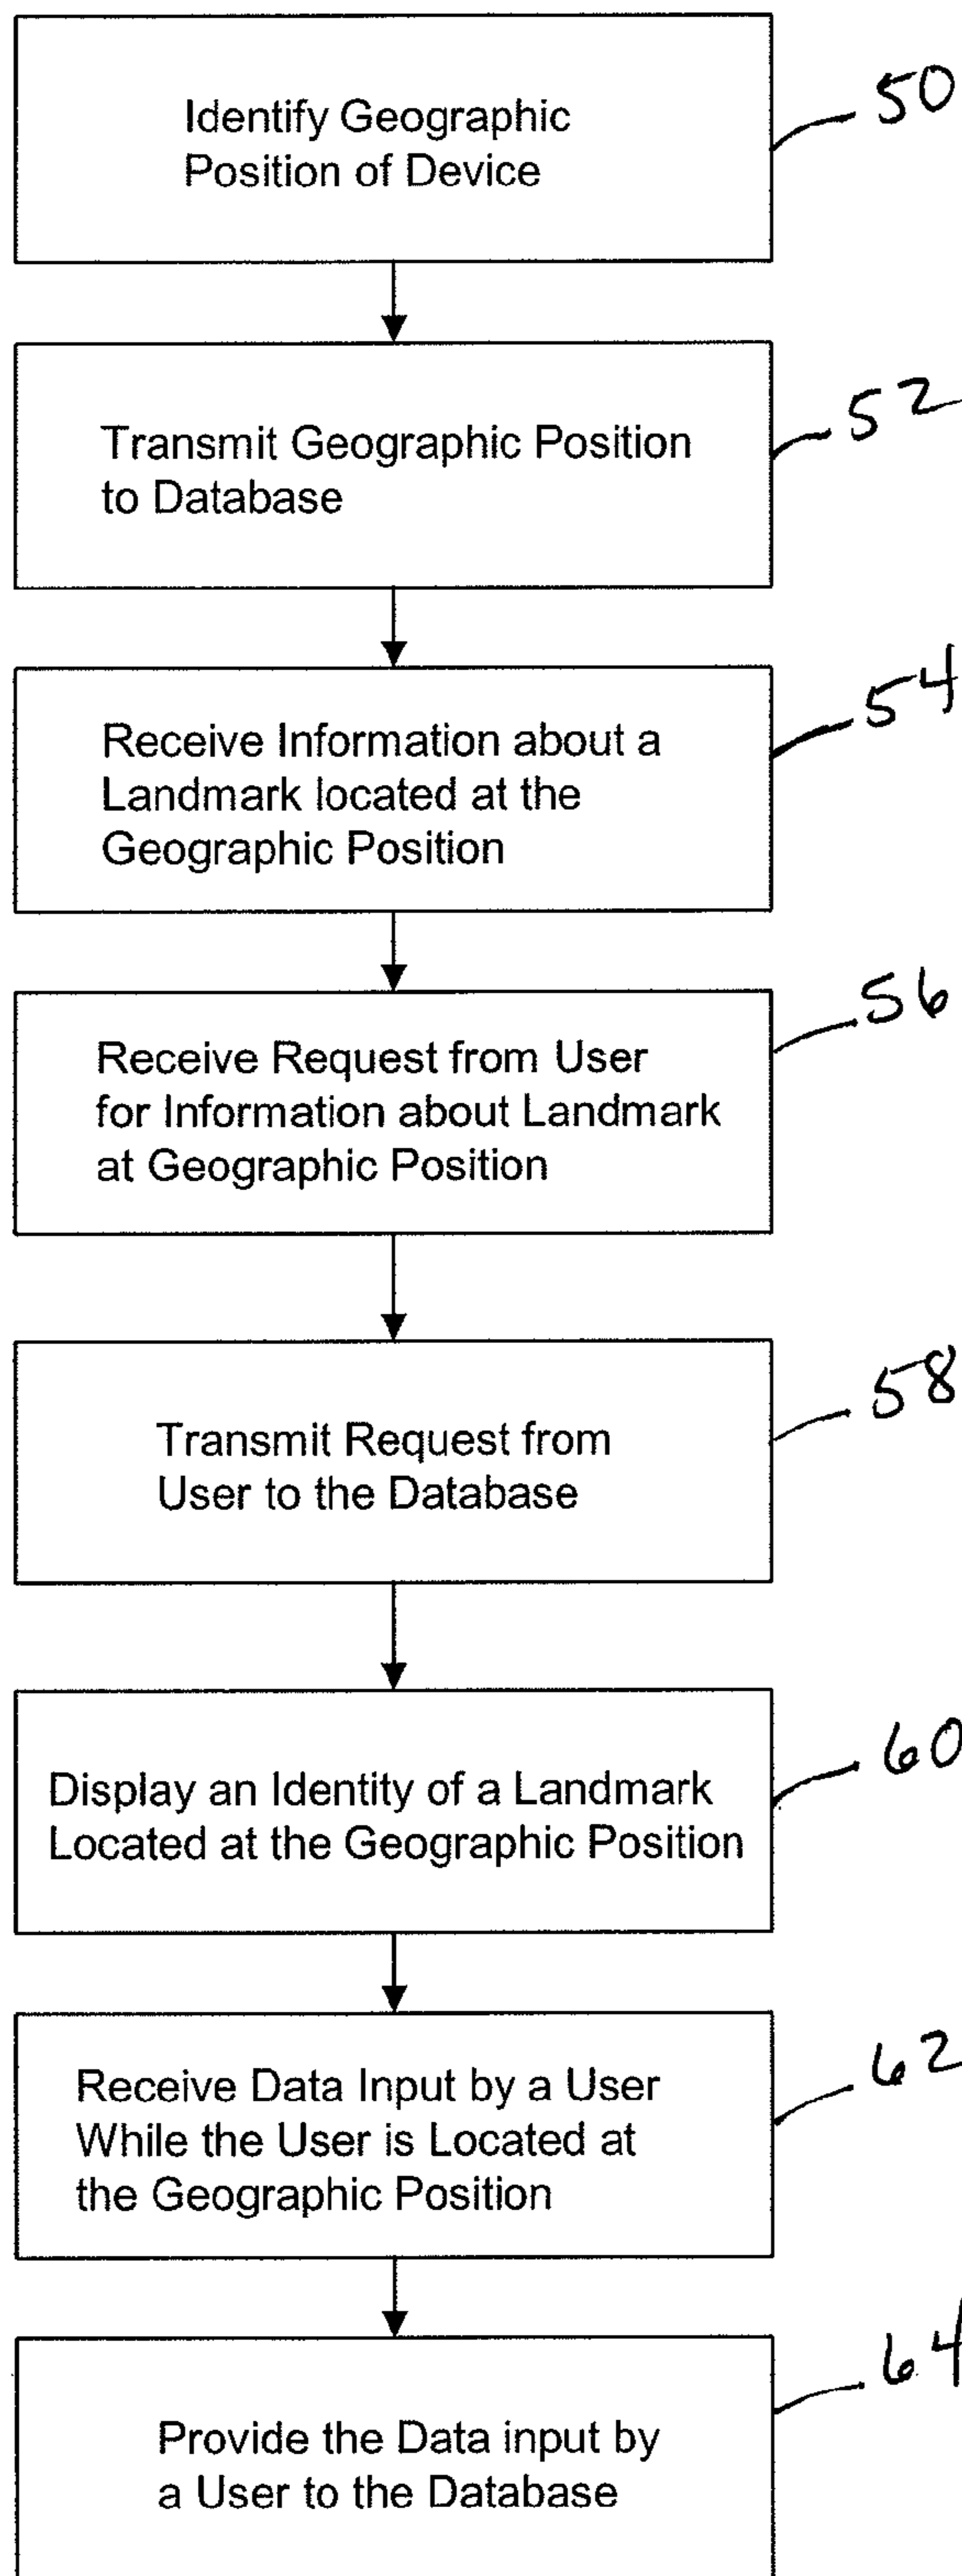 Identify Geographic
Position of Device
50
Transmit Geographic Position
to Database
52
Receive Information about a
Landmark located at the
Geographic Position
54
Receive Request from User
for Information about Landmark
at Geographic Position
56
Transmit Request from
User to the Database
58
Display an Identity of a Landmark
Located at the Geographic Position
60
Receive Data Input by a User
While the User is Located at
the Geographic Position
62
Provide the Data input by
a User to the Database
64